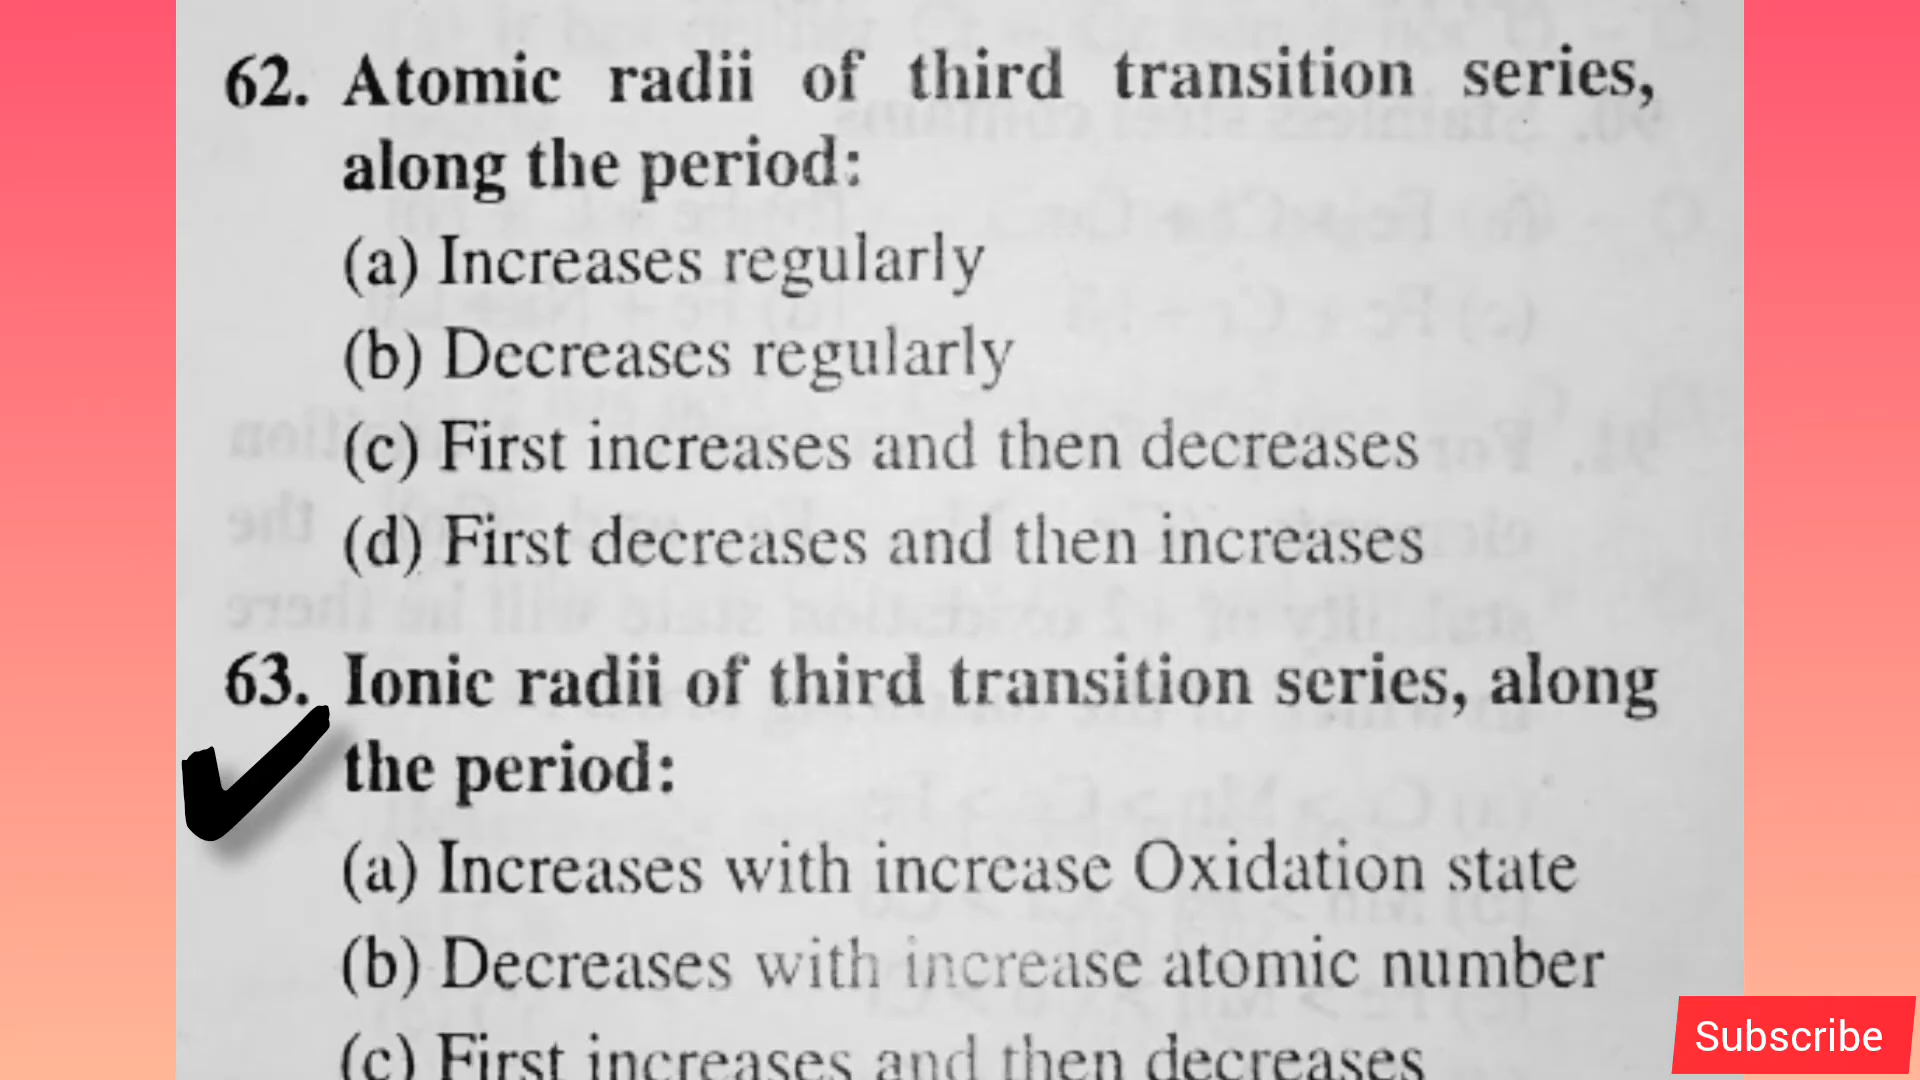 62. Atomic radii of third transition series,
along the period:
(a) Increases regularly
(b) Decreases regularly
(c) First increases and then decreases
(d) First decreases and then increases
63. Ionic radii of third transition series, along
the period:
(a) Increases with increase Oxidation state
(b) Decreases with increase atomic number
(c) First increases and then decreases
Subscribe